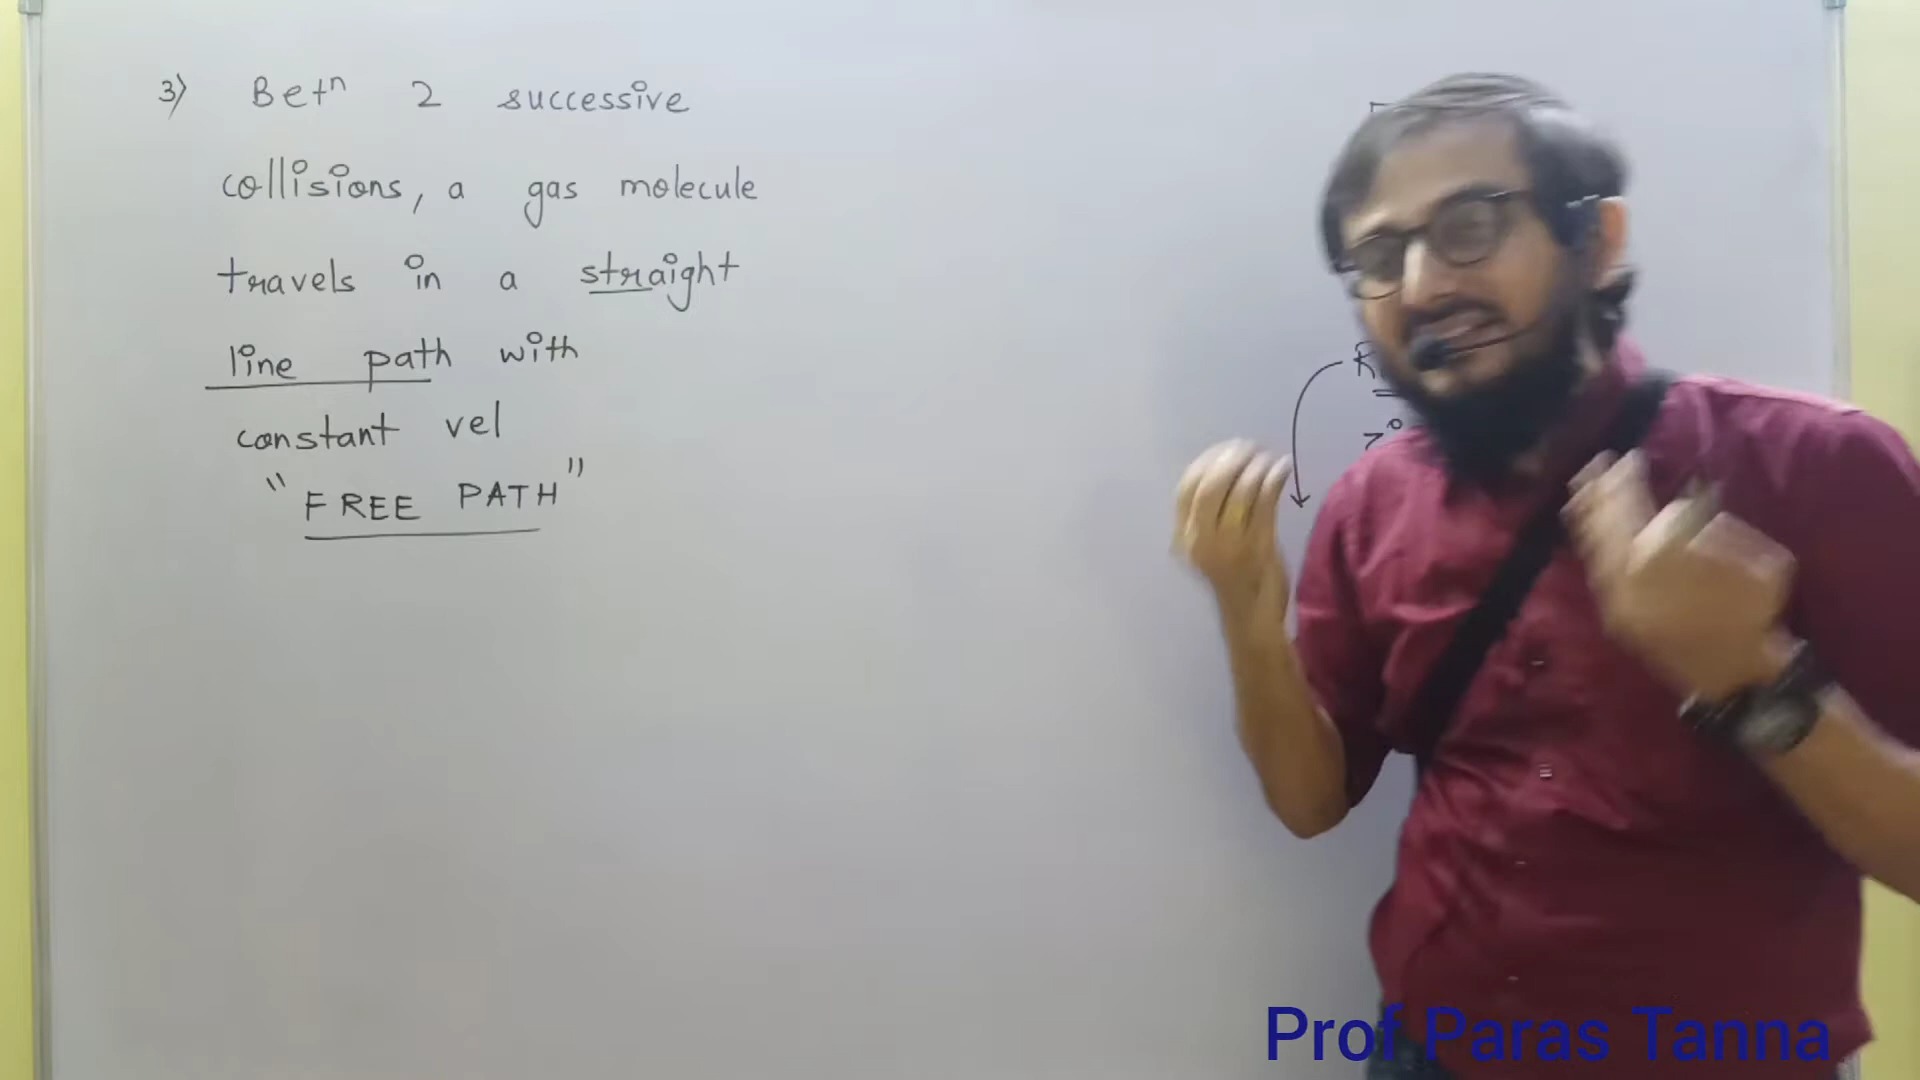 3) Betⁿ 2 successive
collisions, a gas molecule
travels in a straight
line path with
constant vel
"FREE PATH"
Prof Paras Tanna